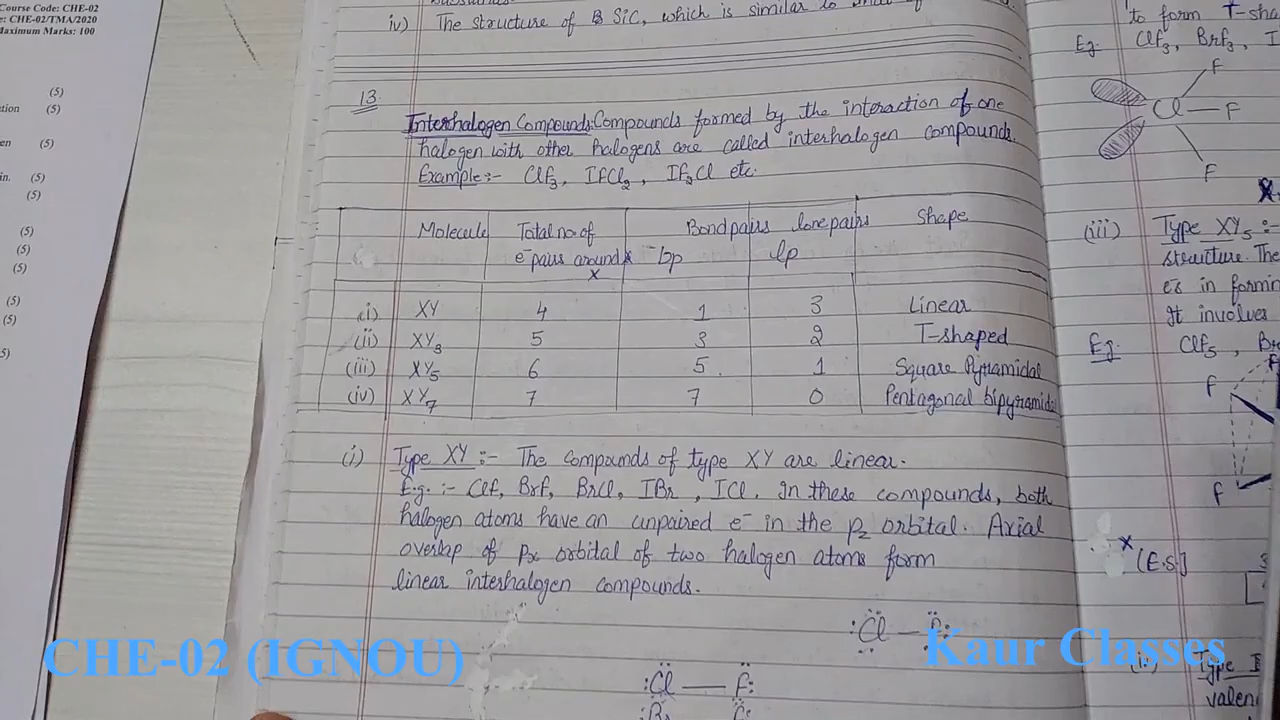 Course Code: CHE-02
e: CHE-02/TMA/2020
Maximum Marks: 100
(5)
(5)
(5)
(5)
(5)
(5)
(5)
(5)
(5)
(5)
iv) The structure of B SiC, which is similar to
13
Interhalogen Compounds: Compounds formed by the interaction of one
halogen with other halogens are called interhalogen compounds.
Example:- ClF3, IFCl2, IF3Cl etc.
Molecule Total no. of Bond pairs lone pairs Shape
e- pairs around x bp lp
X
(i) XY 4 1 3 Linear
(ii) XY3 5 3 2 T-shaped
(iii) XY5 6 5 1 Square Pyramidal
(iv) XY7 7 7 0 Pentagonal bipyramidal
(i) Type XY :- The compounds of type XY are linear.
E.g. :- ClF, BrF, BrCl, IBr, ICl. In these compounds, both
halogen atoms have an unpaired e- in the pz orbital. Axial
overlap of px orbital of two halogen atoms form
linear interhalogen compounds.
:Cl —
:Cl — F:
:Br
to form T-sha
Eg. ClF3, BrF3, I
F
Cl — F
F
(iii) Type XY5 :-
structure. The
es in formin
It involves
Eg. ClF5, Br
F
F
* (E.S.]
Type I
valen
CHE-02 (IGNOU)
Kaur Classes